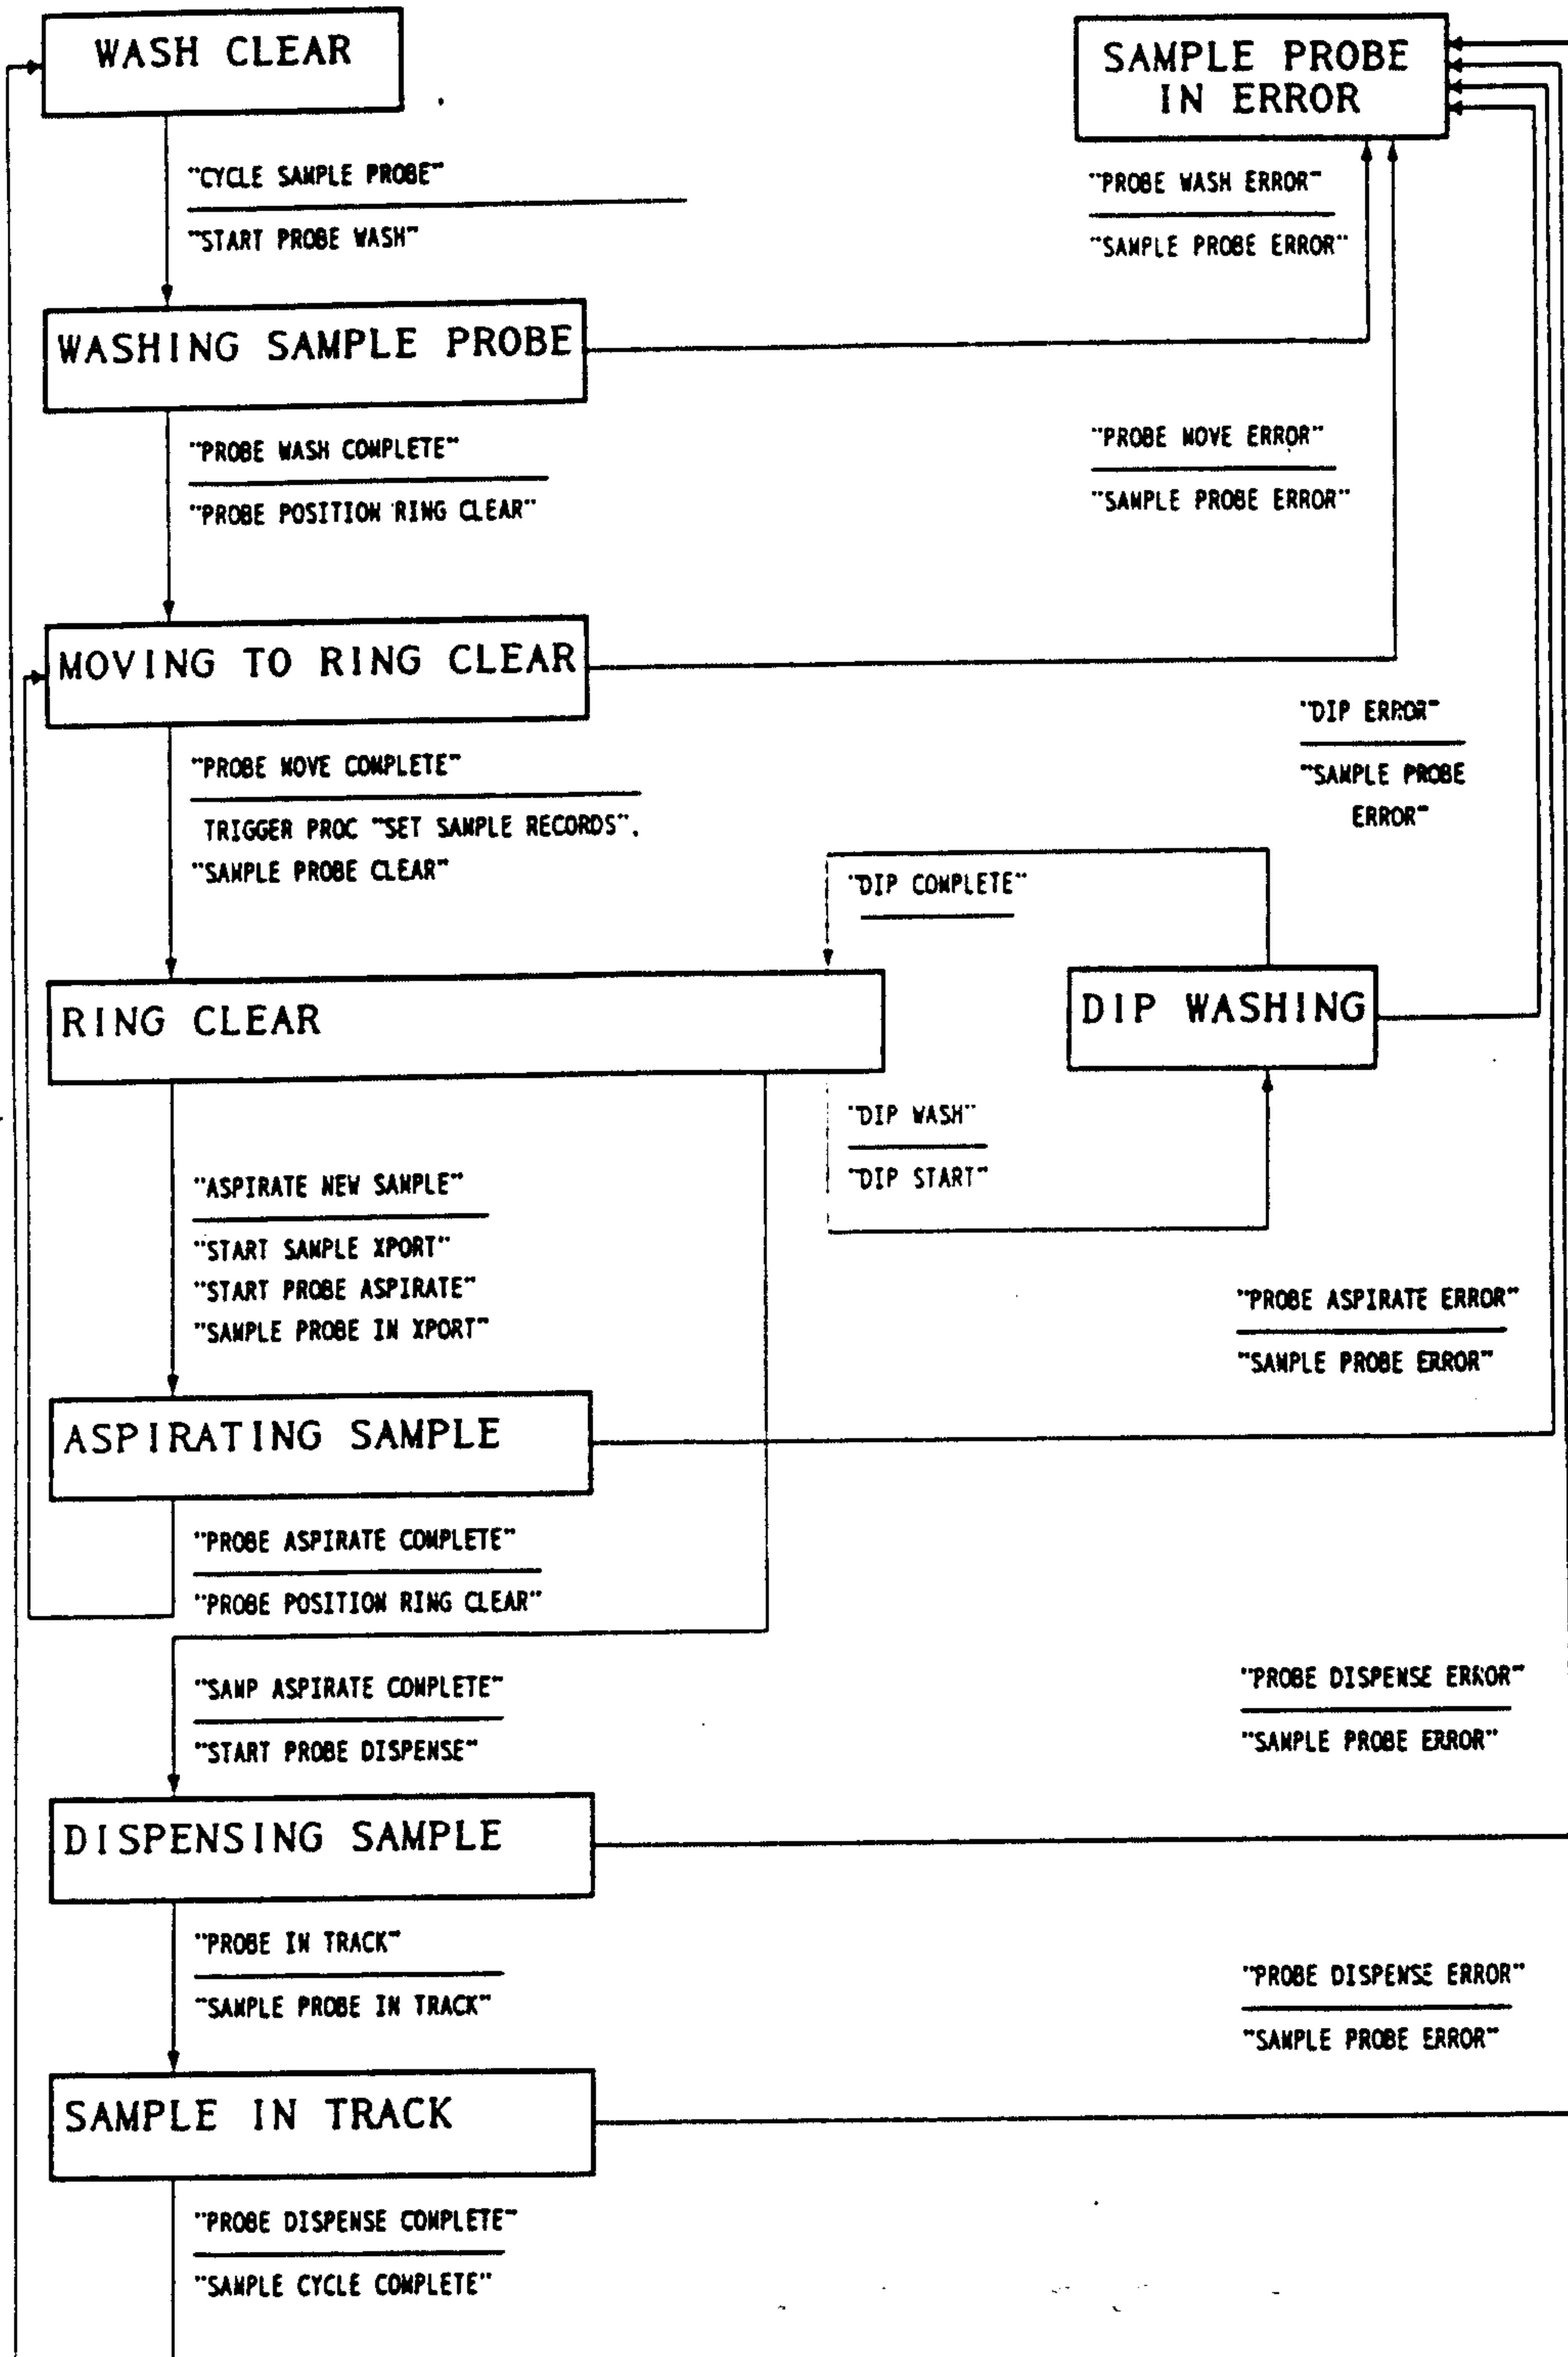 WASH CLEAR
SAMPLE PROBE
IN ERROR
"CYCLE SAMPLE PROBE"
"START PROBE WASH"
"PROBE WASH ERROR"
"SAMPLE PROBE ERROR"
WASHING SAMPLE PROBE
"PROBE WASH COMPLETE"
"PROBE POSITION RING CLEAR"
"PROBE MOVE ERROR"
"SAMPLE PROBE ERROR"
MOVING TO RING CLEAR
"PROBE MOVE COMPLETE"
TRIGGER PROC "SET SAMPLE RECORDS".
"SAMPLE PROBE CLEAR"
"DIP ERROR"
"SAMPLE PROBE
ERROR"
"DIP COMPLETE"
RING CLEAR
DIP WASHING
"DIP WASH"
"DIP START"
"ASPIRATE NEW SAMPLE"
"START SAMPLE XPORT"
"START PROBE ASPIRATE"
"SAMPLE PROBE IN XPORT"
"PROBE ASPIRATE ERROR"
"SAMPLE PROBE ERROR"
ASPIRATING SAMPLE
"PROBE ASPIRATE COMPLETE"
"PROBE POSITION RING CLEAR"
"SAMP ASPIRATE COMPLETE"
"START PROBE DISPENSE"
"PROBE DISPENSE ERROR"
"SAMPLE PROBE ERROR"
DISPENSING SAMPLE
"PROBE IN TRACK"
"SAMPLE PROBE IN TRACK"
"PROBE DISPENSE ERROR"
"SAMPLE PROBE ERROR"
SAMPLE IN TRACK
"PROBE DISPENSE COMPLETE"
"SAMPLE CYCLE COMPLETE"